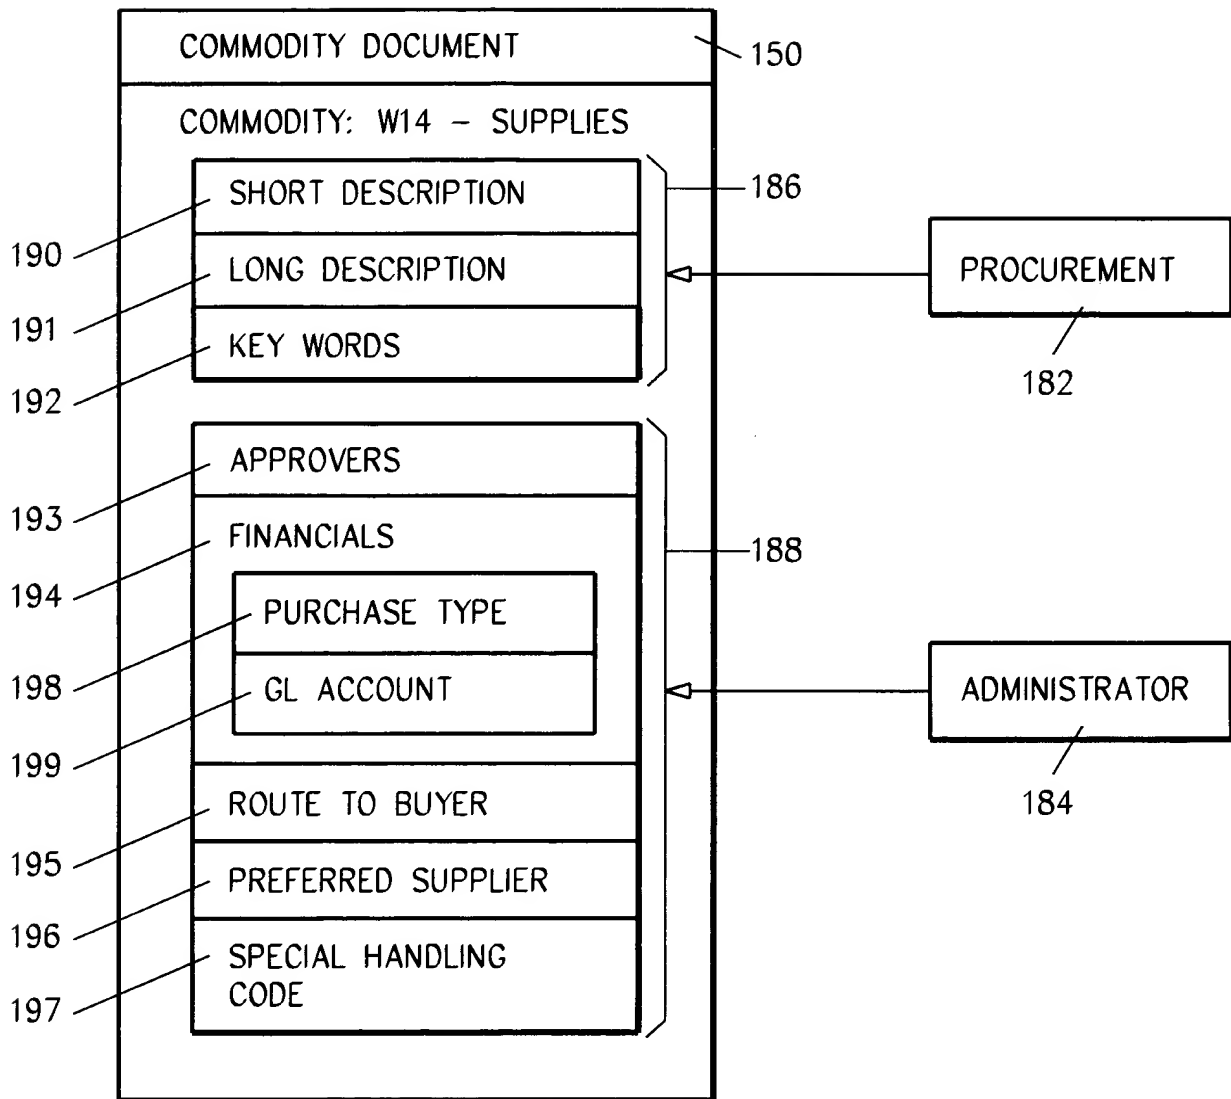 COMMODITY DOCUMENT
150
COMMODITY: W14 - SUPPLIES
186
SHORT DESCRIPTION
190
LONG DESCRIPTION
191
KEY WORDS
192
PROCUREMENT
182
APPROVERS
193
FINANCIALS
194
188
PURCHASE TYPE
198
GL ACCOUNT
199
ADMINISTRATOR
184
ROUTE TO BUYER
195
PREFERRED SUPPLIER
196
SPECIAL HANDLING
CODE
197